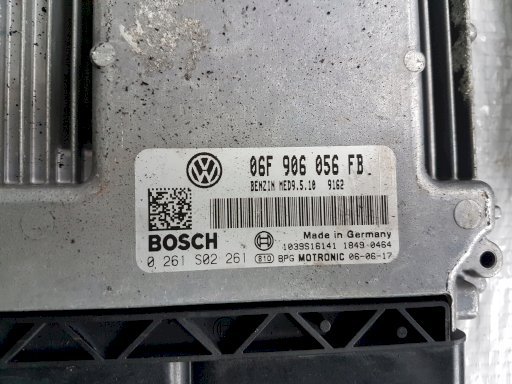 06F 906 056 FB
BENZIN MED9.5.10 9162
Made in Germany
BOSCH
1039S16141 1849-0464
0 261 S02 261 810 BPG MOTRONIC 06-06-17